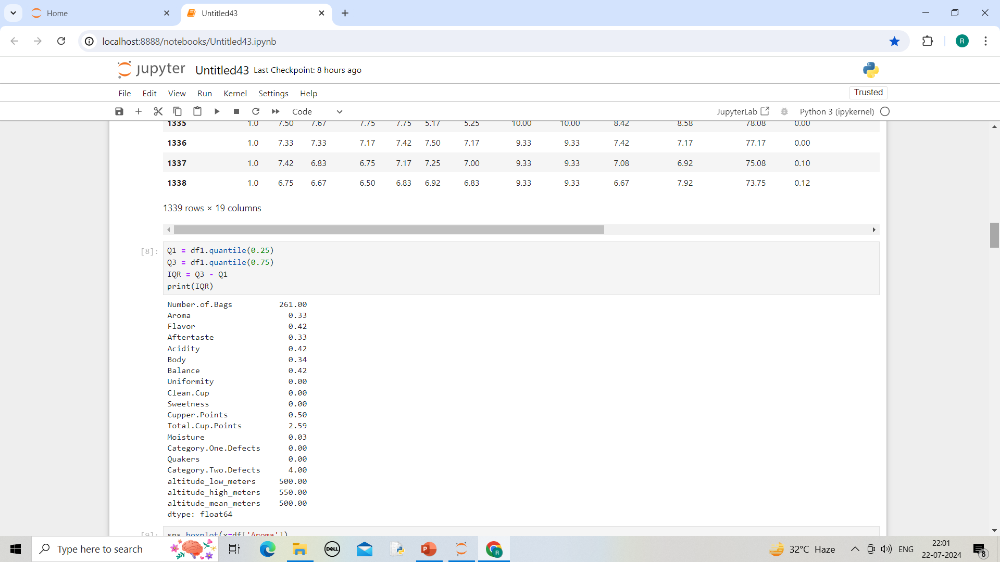 Home
Untitled43
localhost:8888/notebooks/Untitled43.ipynb
R
jupyter Untitled43 Last Checkpoint: 8 hours ago
File Edit View Run Kernel Settings Help
Trusted
Code
JupyterLab
Python 3 (ipykernel)
1335 1.0 7.50 7.67 7.75 7.75 5.17 5.25 10.00 10.00 8.42 8.58 78.08 0.00
1336 1.0 7.33 7.33 7.17 7.42 7.50 7.17 9.33 9.33 7.42 7.17 77.17 0.00
1337 1.0 7.42 6.83 6.75 7.17 7.25 7.00 9.33 9.33 7.08 6.92 75.08 0.10
1338 1.0 6.75 6.67 6.50 6.83 6.92 6.83 9.33 9.33 6.67 7.92 73.75 0.12
1339 rows × 19 columns
[8]: Q1 = df1.quantile(0.25)
Q3 = df1.quantile(0.75)
IQR = Q3 - Q1
print(IQR)
Number.of.Bags 261.00
Aroma 0.33
Flavor 0.42
Aftertaste 0.33
Acidity 0.42
Body 0.34
Balance 0.42
Uniformity 0.00
Clean.Cup 0.00
Sweetness 0.00
Cupper.Points 0.50
Total.Cup.Points 2.59
Moisture 0.03
Category.One.Defects 0.00
Quakers 0.00
Category.Two.Defects 4.00
altitude_low_meters 500.00
altitude_high_meters 550.00
altitude_mean_meters 500.00
dtype: float64
[9]: sns.boxplot(x=df['Aroma'])
Type here to search
DELL
P
R
32°C Haze
ENG
22:01
22-07-2024
8